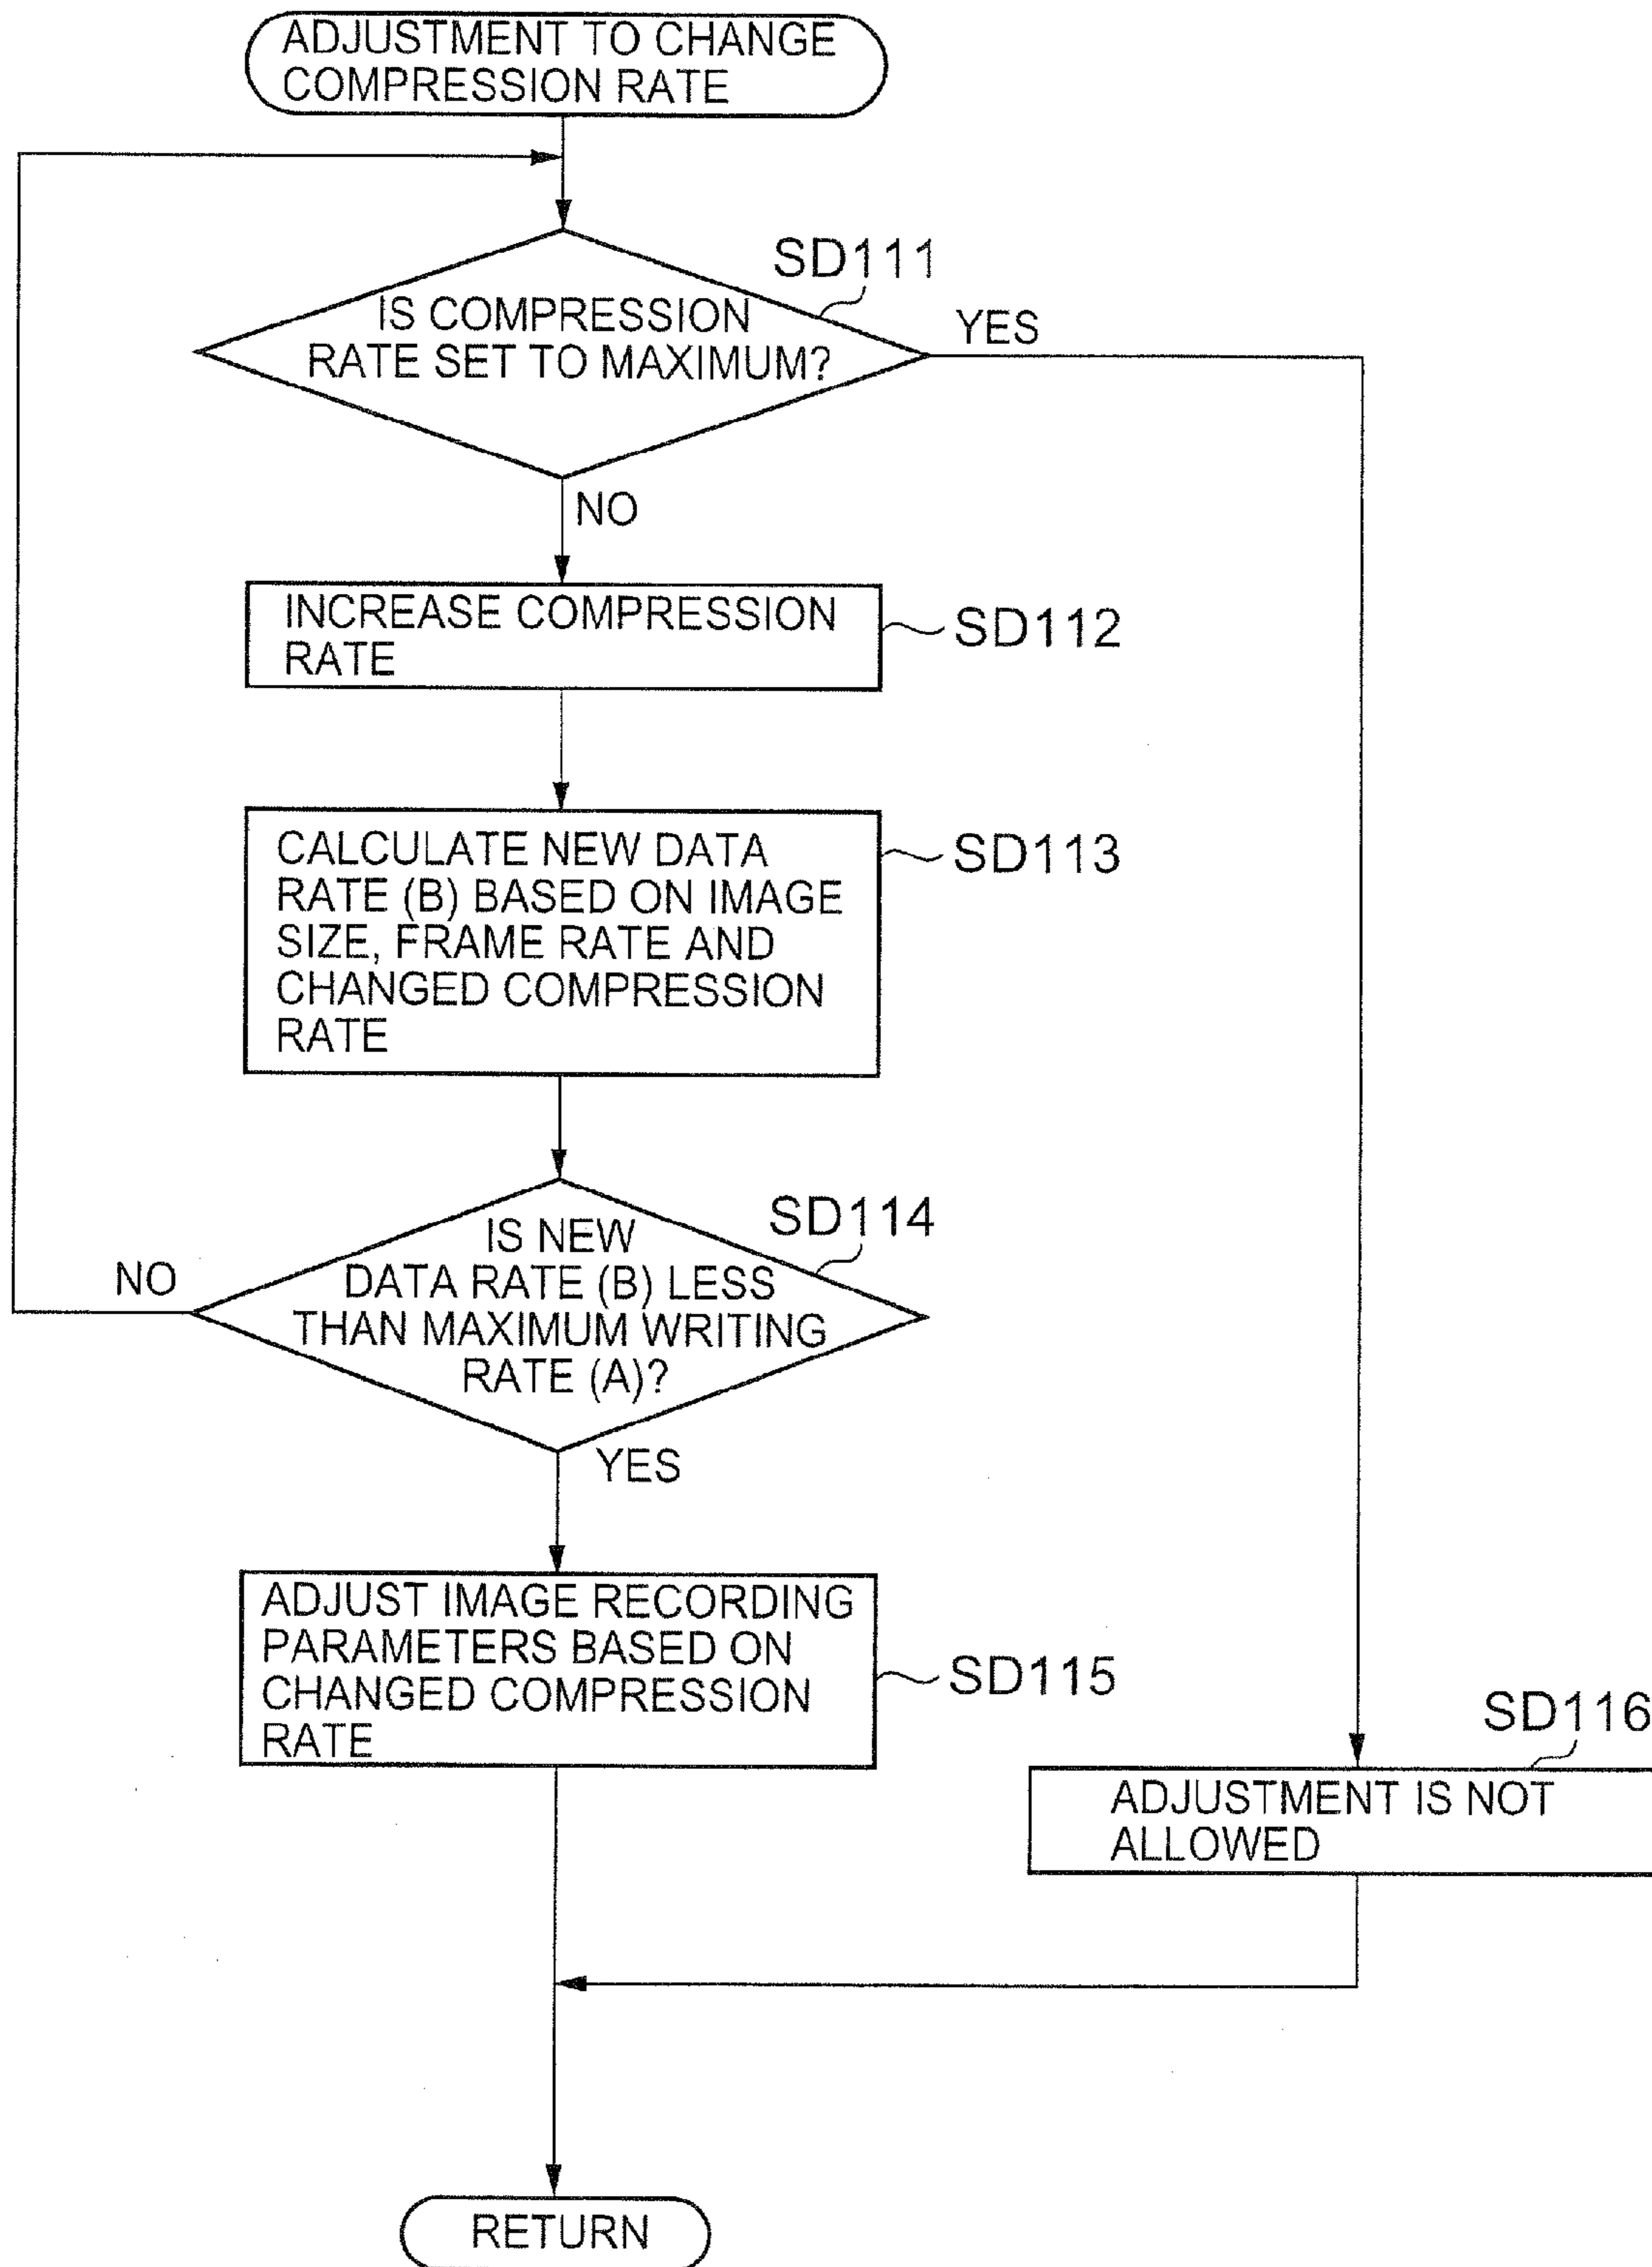 ADJUSTMENT TO CHANGE
COMPRESSION RATE
SD111
IS COMPRESSION
RATE SET TO MAXIMUM?
YES
NO
INCREASE COMPRESSION
RATE
SD112
CALCULATE NEW DATA
RATE (B) BASED ON IMAGE
SIZE, FRAME RATE AND
CHANGED COMPRESSION
RATE
SD113
SD114
IS NEW
DATA RATE (B) LESS
THAN MAXIMUM WRITING
RATE (A)?
NO
YES
ADJUST IMAGE RECORDING
PARAMETERS BASED ON
CHANGED COMPRESSION
RATE
SD115
SD116
ADJUSTMENT IS NOT
ALLOWED
RETURN